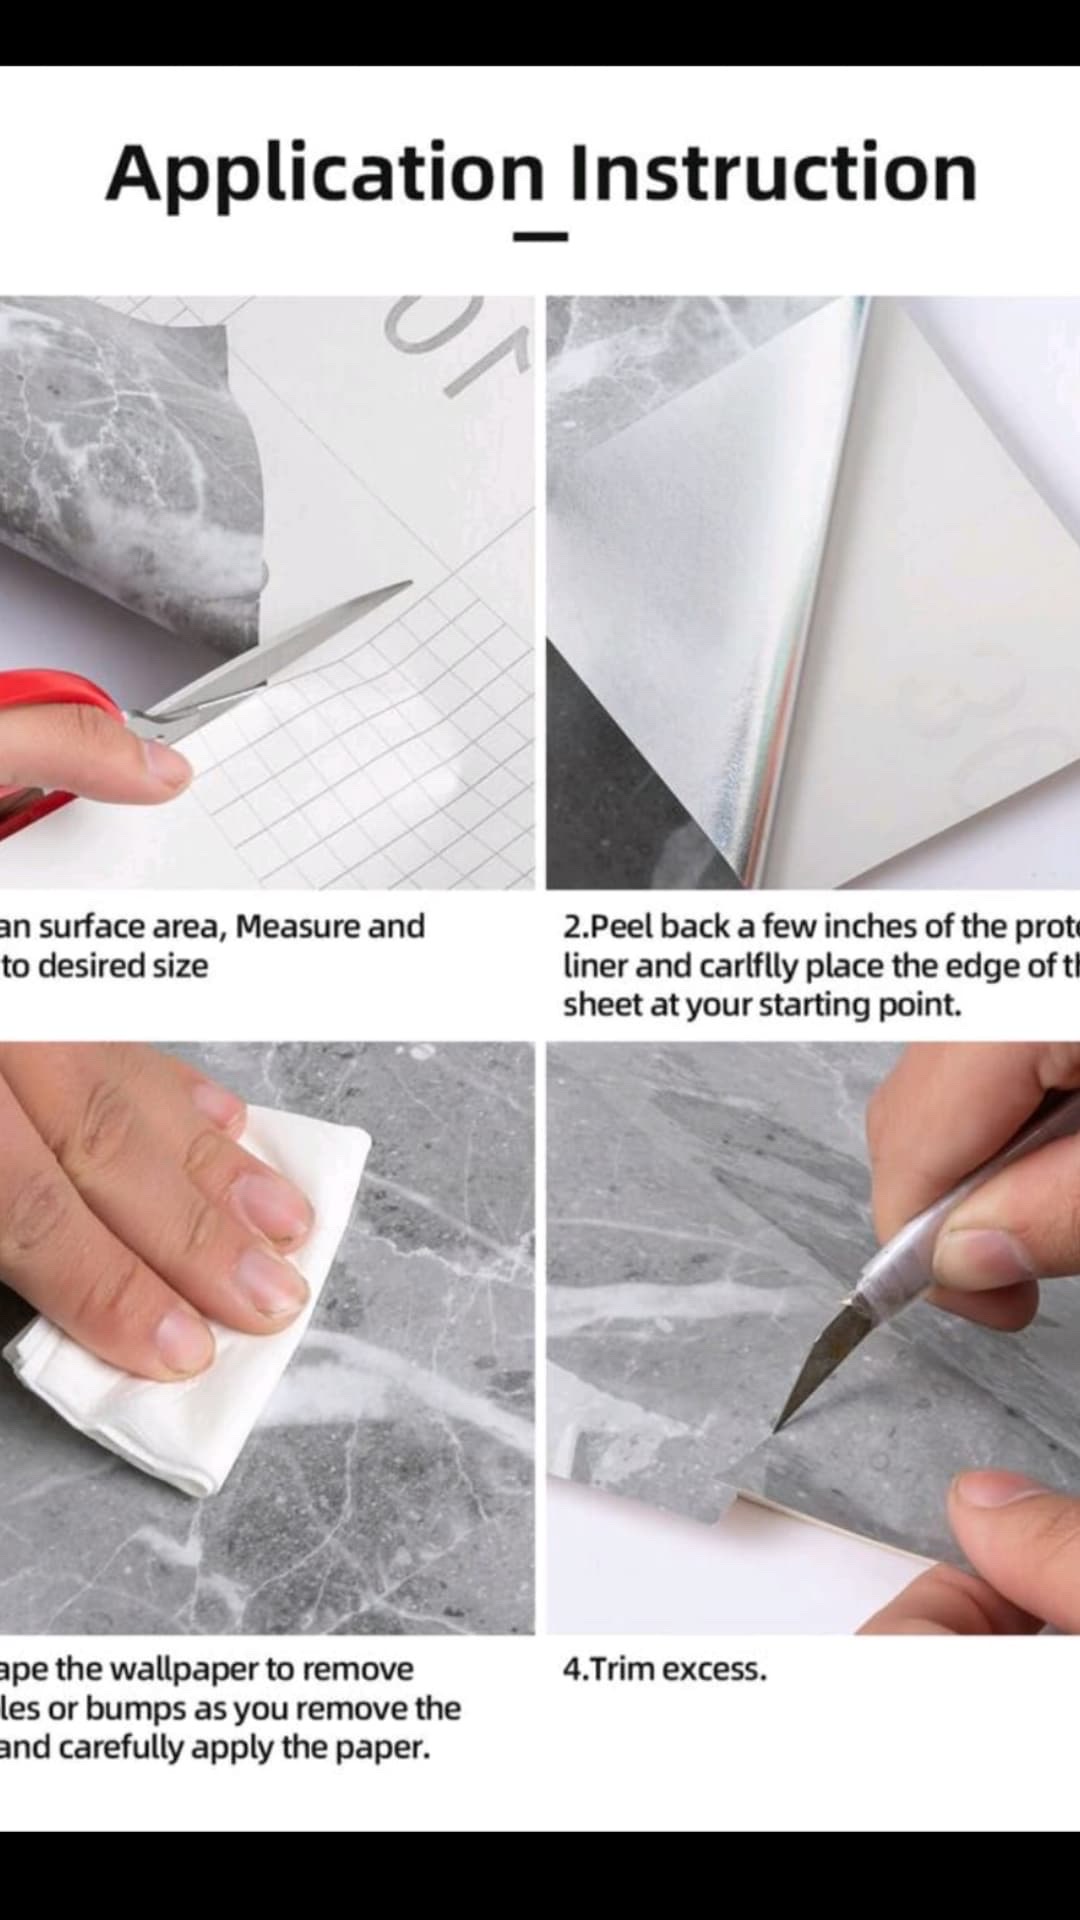 Application Instruction
an surface area, Measure and
to desired size
2.Peel back a few inches of the prote
liner and carlflly place the edge of th
sheet at your starting point.
ape the wallpaper to remove
les or bumps as you remove the
and carefully apply the paper.
4.Trim excess.